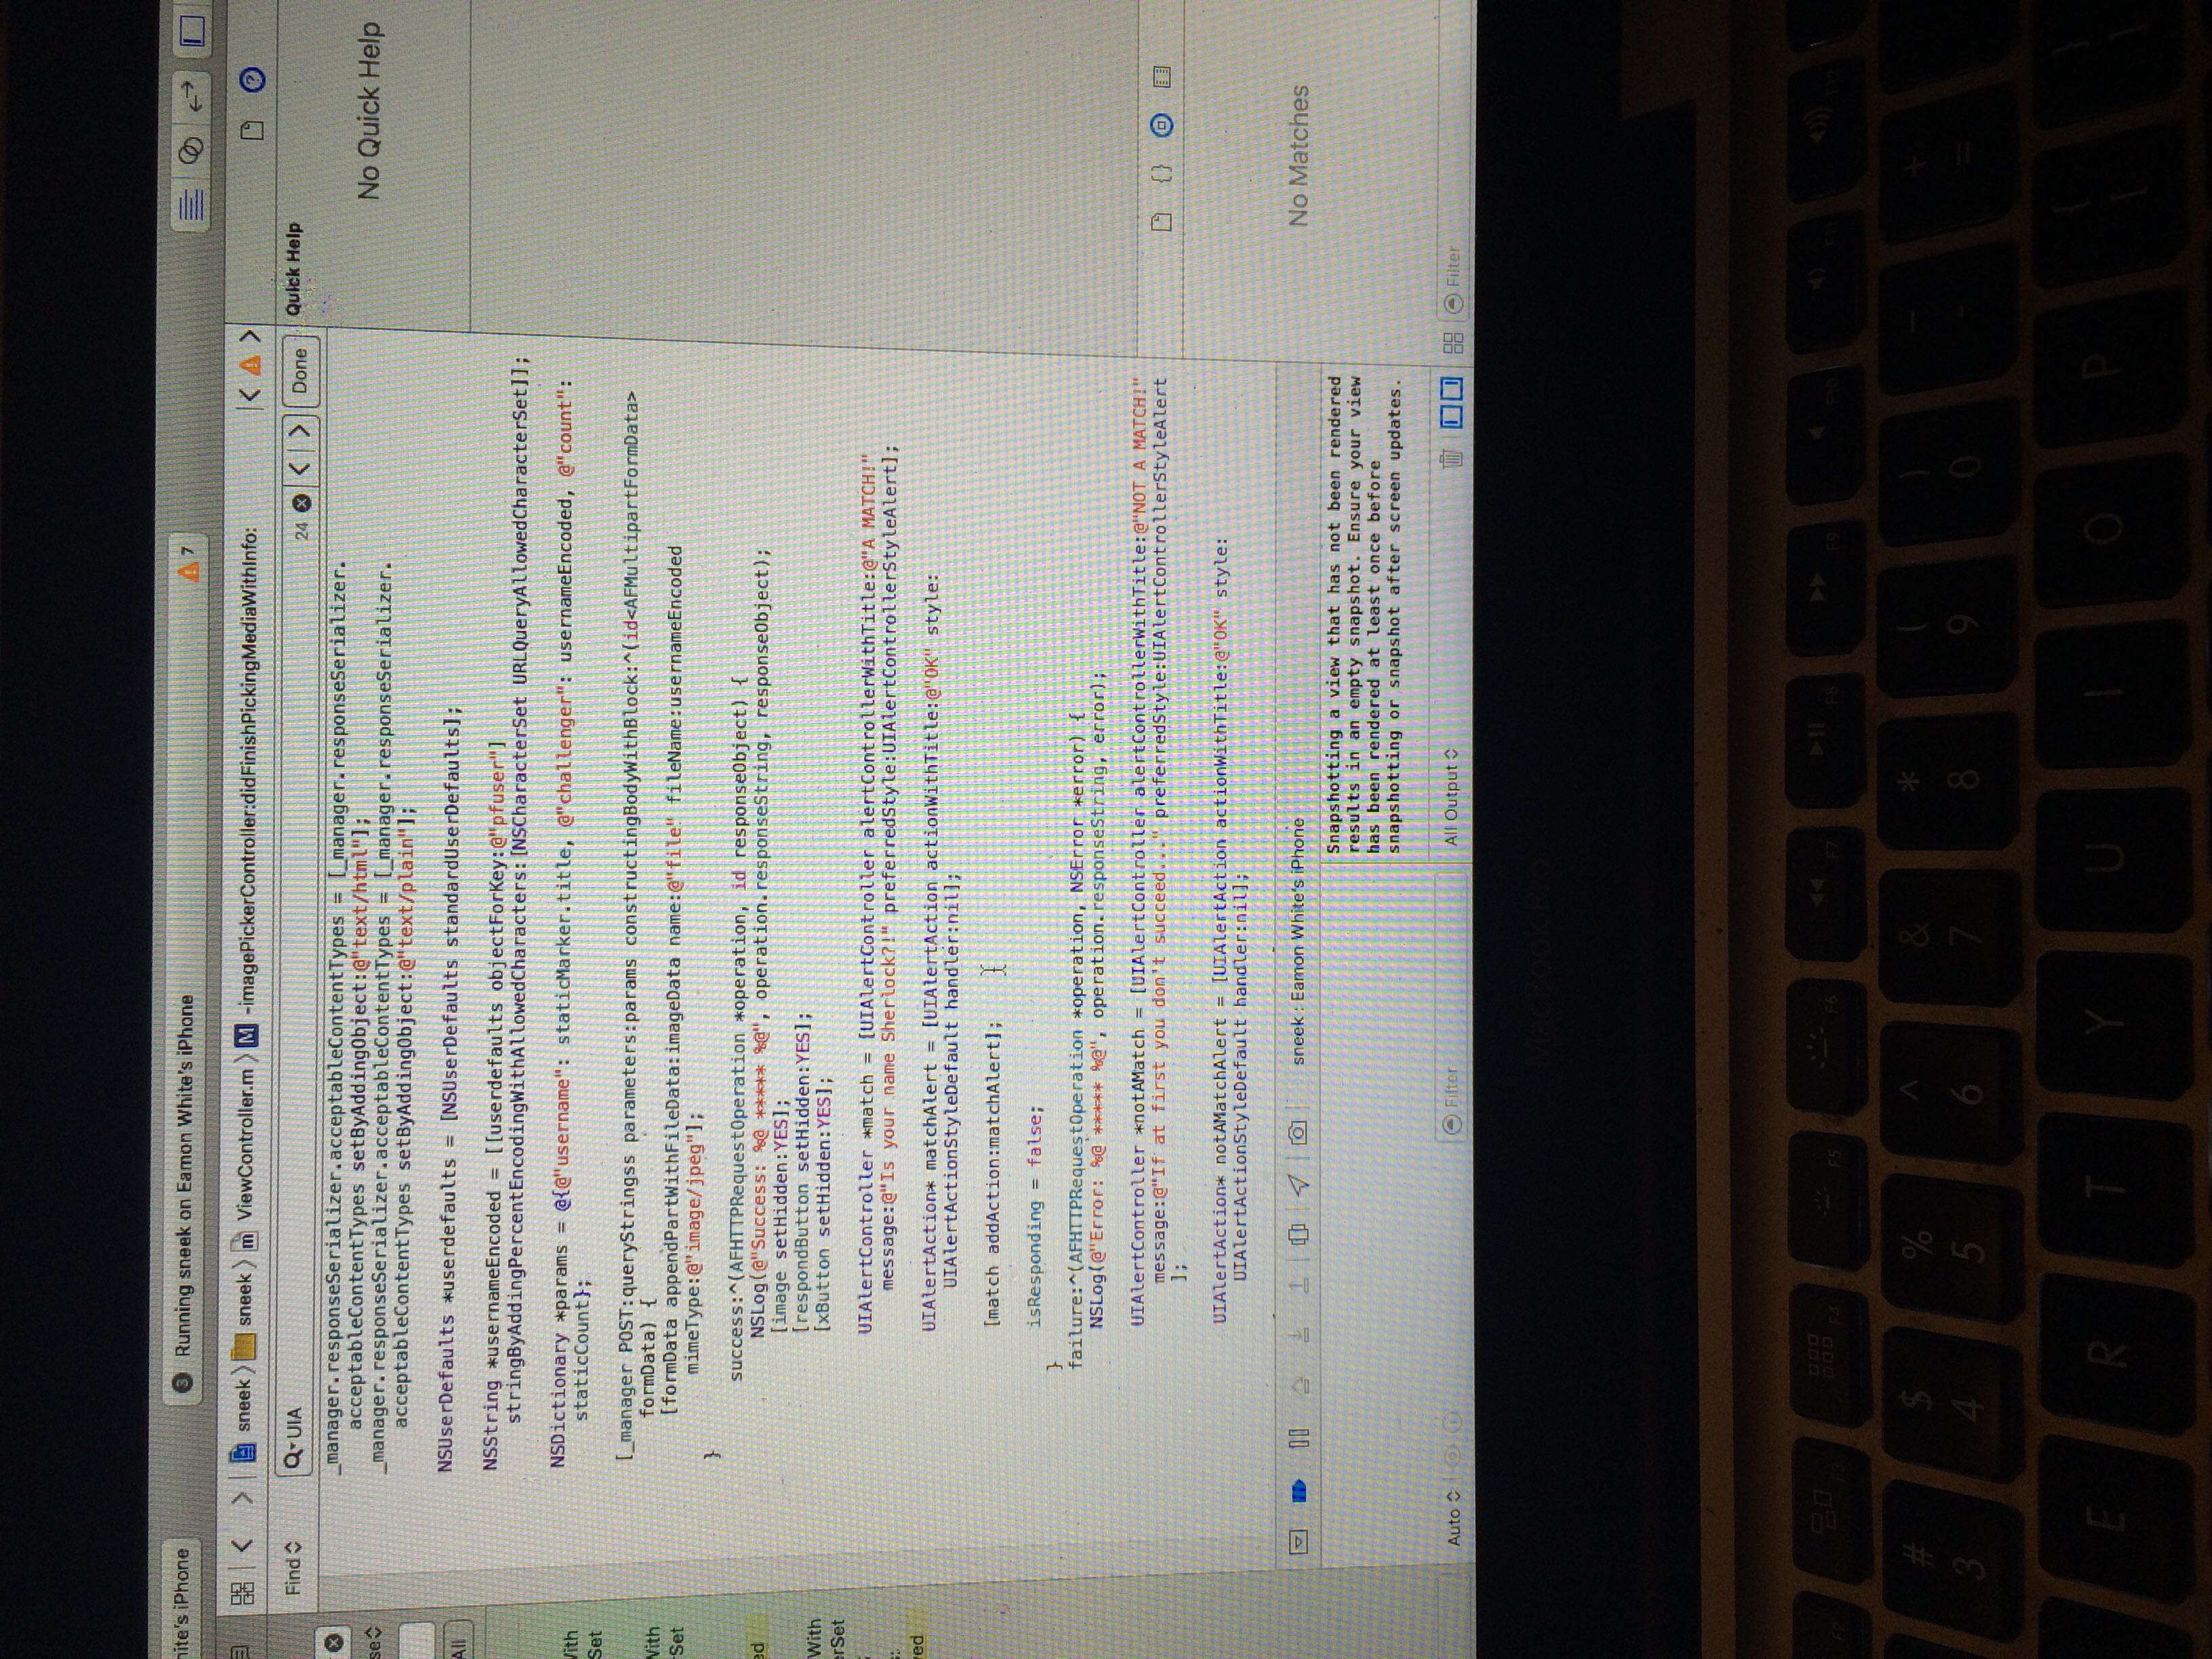 hite's iPhone
3 Running sneek on Eamon White's iPhone
7
sneek
sneek
m ViewController.m
M -imagePickerController:didFinishPickingMediaWithInfo:
Find
UIA
24
Done
Quick Help
No Quick Help
_manager.responseSerializer.acceptableContentTypes = [_manager.responseSerializer.
acceptableContentTypes setByAddingObject:@"text/html"];
_manager.responseSerializer.acceptableContentTypes = [_manager.responseSerializer.
acceptableContentTypes setByAddingObject:@"text/plain"];
NSUserDefaults *userdefaults = [NSUserDefaults standardUserDefaults];
NSString *usernameEncoded = [[userdefaults objectForKey:@"pfuser"]
stringByAddingPercentEncodingWithAllowedCharacters:[NSCharacterSet URLQueryAllowedCharacterSet]];
NSDictionary *params = @{@"username": staticMarker.title, @"challenger": usernameEncoded, @"count":
staticCount};
[_manager POST:queryStringss parameters:params constructingBodyWithBlock:^(id<AFMultipartFormData>
formData) {
[formData appendPartWithFileData:imageData name:@"file" fileName:usernameEncoded
mimeType:@"image/jpeg"];
}
success:^(AFHTTPRequestOperation *operation, id responseObject) {
NSLog(@"Success: %@ ***** %@", operation.responseString, responseObject);
[image setHidden:YES];
[respondButton setHidden:YES];
[xButton setHidden:YES];
UIAlertController *match = [UIAlertController alertControllerWithTitle:@"A MATCH!"
message:@"Is your name Sherlock?!" preferredStyle:UIAlertControllerStyleAlert];
UIAlertAction* matchAlert = [UIAlertAction actionWithTitle:@"OK" style:
UIAlertActionStyleDefault handler:nil];
[match addAction:matchAlert];
isResponding = false;
}
failure:^(AFHTTPRequestOperation *operation, NSError *error) {
NSLog(@"Error: %@ ***** %@", operation.responseString, error);
UIAlertController *notAMatch = [UIAlertController alertControllerWithTitle:@"NOT A MATCH!"
message:@"If at first you don't succeed..." preferredStyle:UIAlertControllerStyleAlert
];
UIAlertAction* notAMatchAlert = [UIAlertAction actionWithTitle:@"OK" style:
UIAlertActionStyleDefault handler:nil];
se
All
With
Set
With
rSet
ed
With
erSet
s:
ved
{}
sneek : Eamon White's iPhone
No Matches
Snapshotting a view that has not been rendered
results in an empty snapshot. Ensure your view
has been rendered at least once before
snapshotting or snapshot after screen updates.
Auto
Filter
All Output
Filter
MacBook Pro
F2 F3 F4 F5 F6 F7 F8 F9 F10 F11 F12
# $ % ^ & * ( ) - +
3 4 5 6 7 8 9 0 - =
E R T Y U I O P {
[